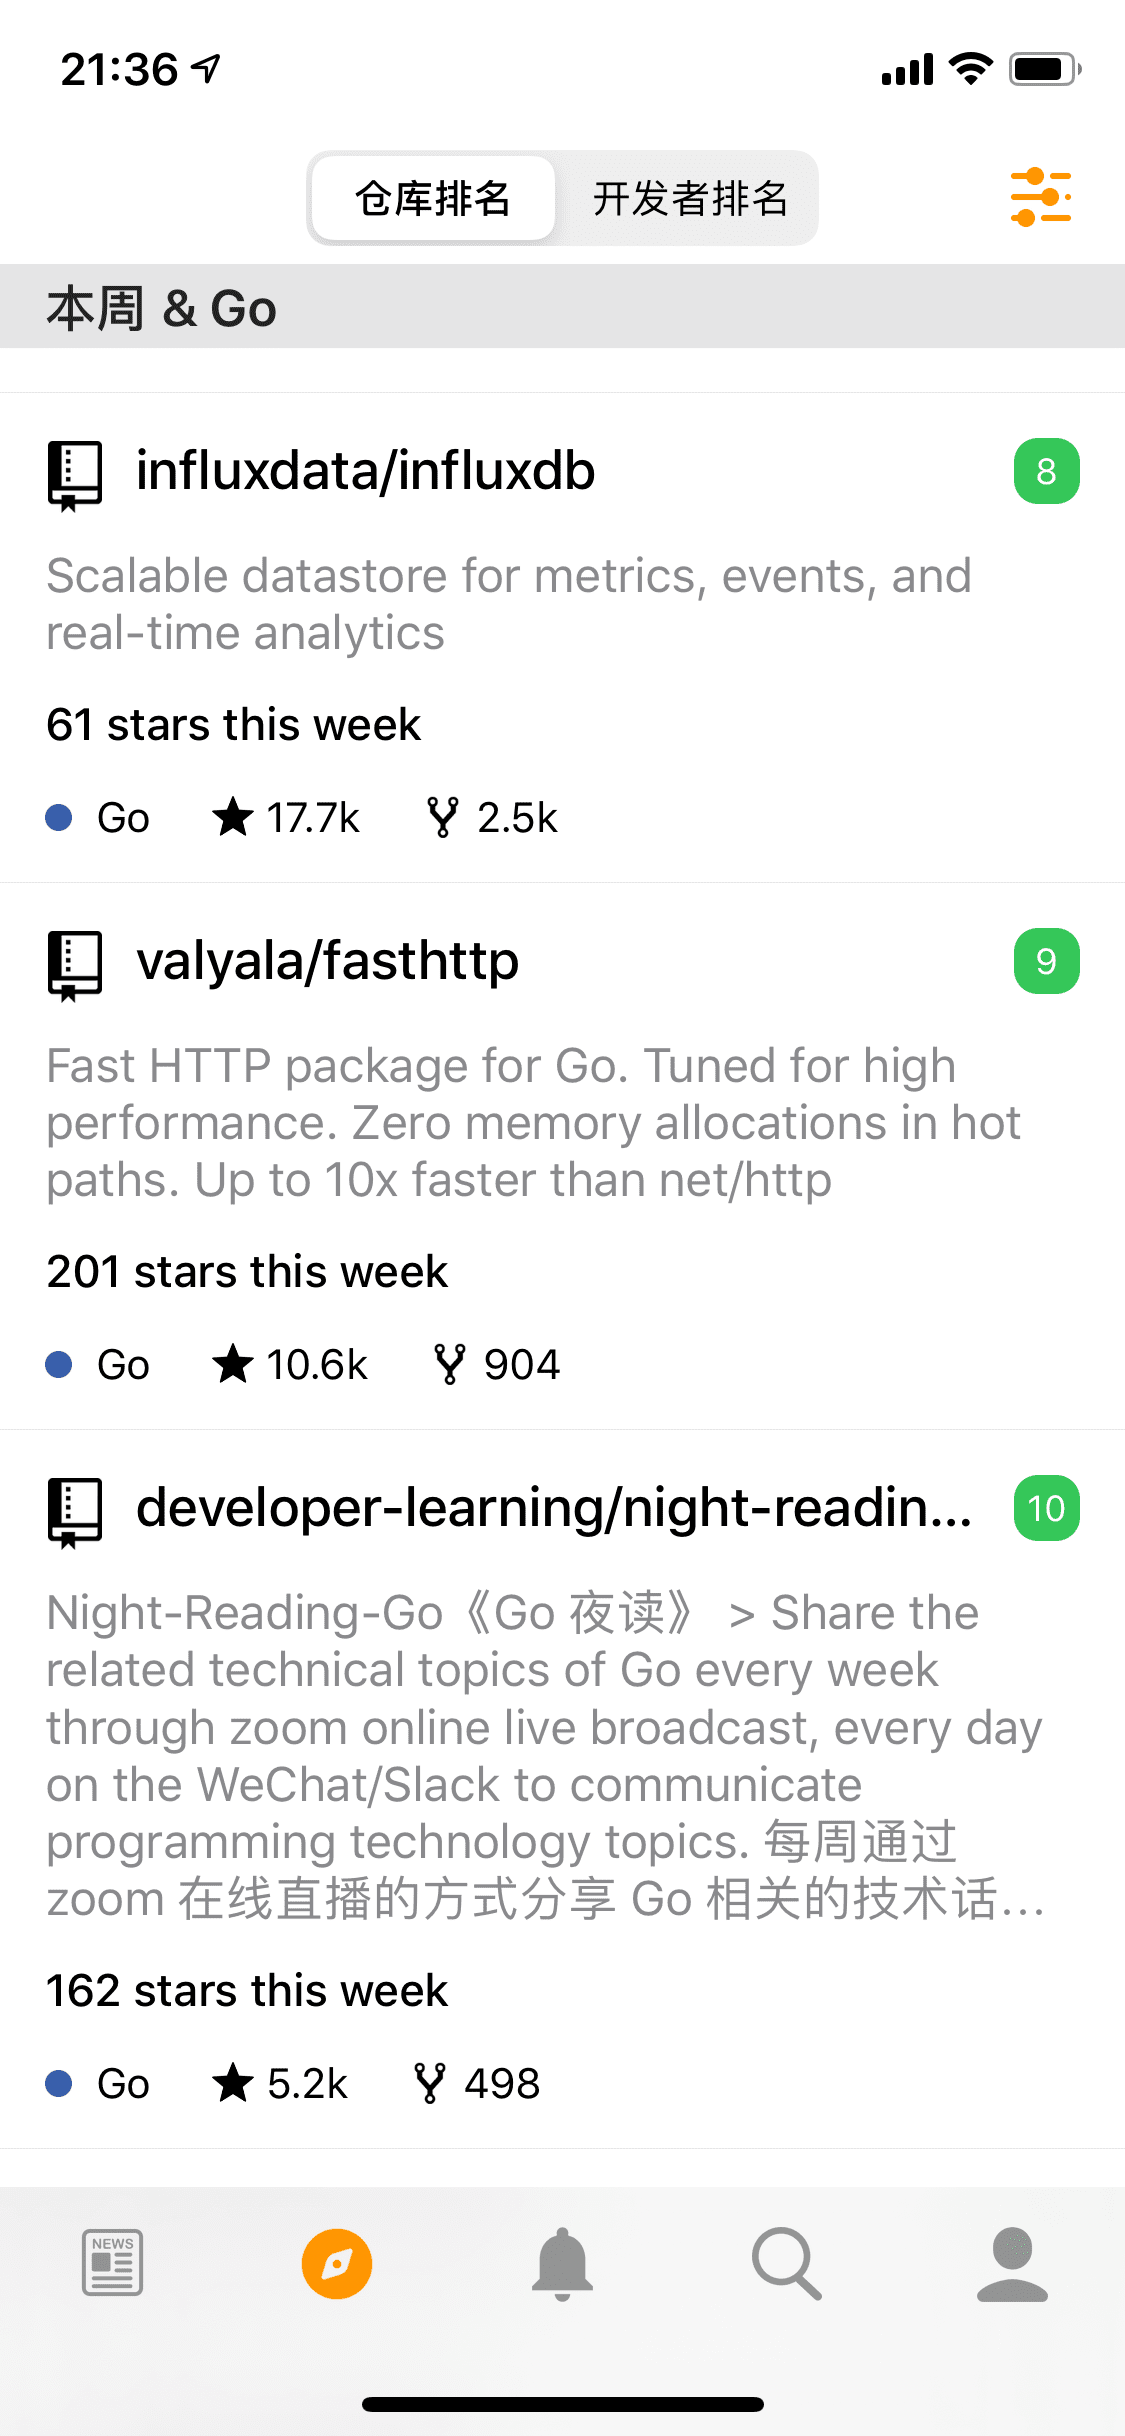 21:36
仓库排名 开发者排名
本周 & Go
influxdata/influxdb 8
Scalable datastore for metrics, events, and
real-time analytics
61 stars this week
Go 17.7k 2.5k
valyala/fasthttp 9
Fast HTTP package for Go. Tuned for high
performance. Zero memory allocations in hot
paths. Up to 10x faster than net/http
201 stars this week
Go 10.6k 904
developer-learning/night-readin... 10
Night-Reading-Go《Go 夜读》 > Share the
related technical topics of Go every week
through zoom online live broadcast, every day
on the WeChat/Slack to communicate
programming technology topics. 每周通过
zoom 在线直播的方式分享 Go 相关的技术话...
162 stars this week
Go 5.2k 498
NEWS